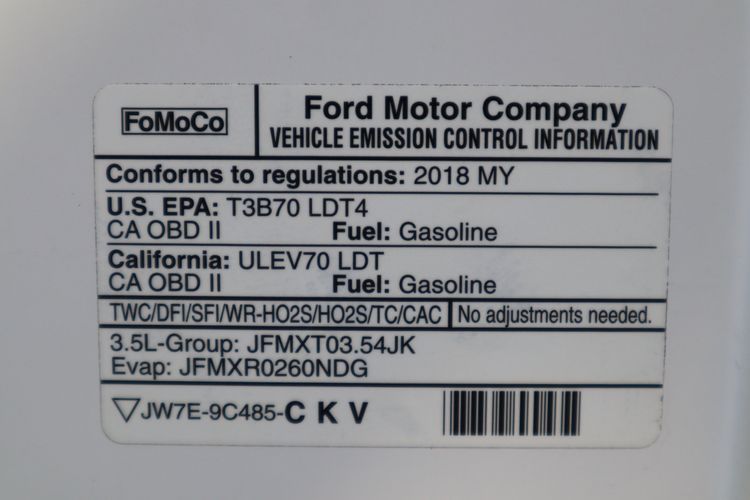 FoMoCo
Ford Motor Company
VEHICLE EMISSION CONTROL INFORMATION
Conforms to regulations: 2018 MY
U.S. EPA: T3B70 LDT4
CA OBD II Fuel: Gasoline
California: ULEV70 LDT
CA OBD II Fuel: Gasoline
TWC/DFI/SFI/WR-HO2S/HO2S/TC/CAC No adjustments needed.
3.5L-Group: JFMXT03.54JK
Evap: JFMXR0260NDG
▽JW7E-9C485-C K V